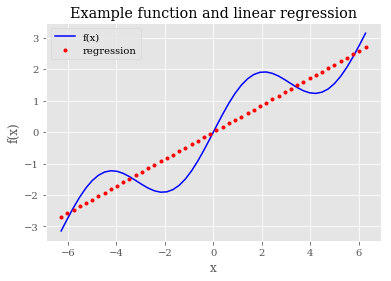 Example function and linear regression
f(x)
regression
f(x)
3
2
1
0
−1
−2
−3
−6
−4
−2
0
2
4
6
x